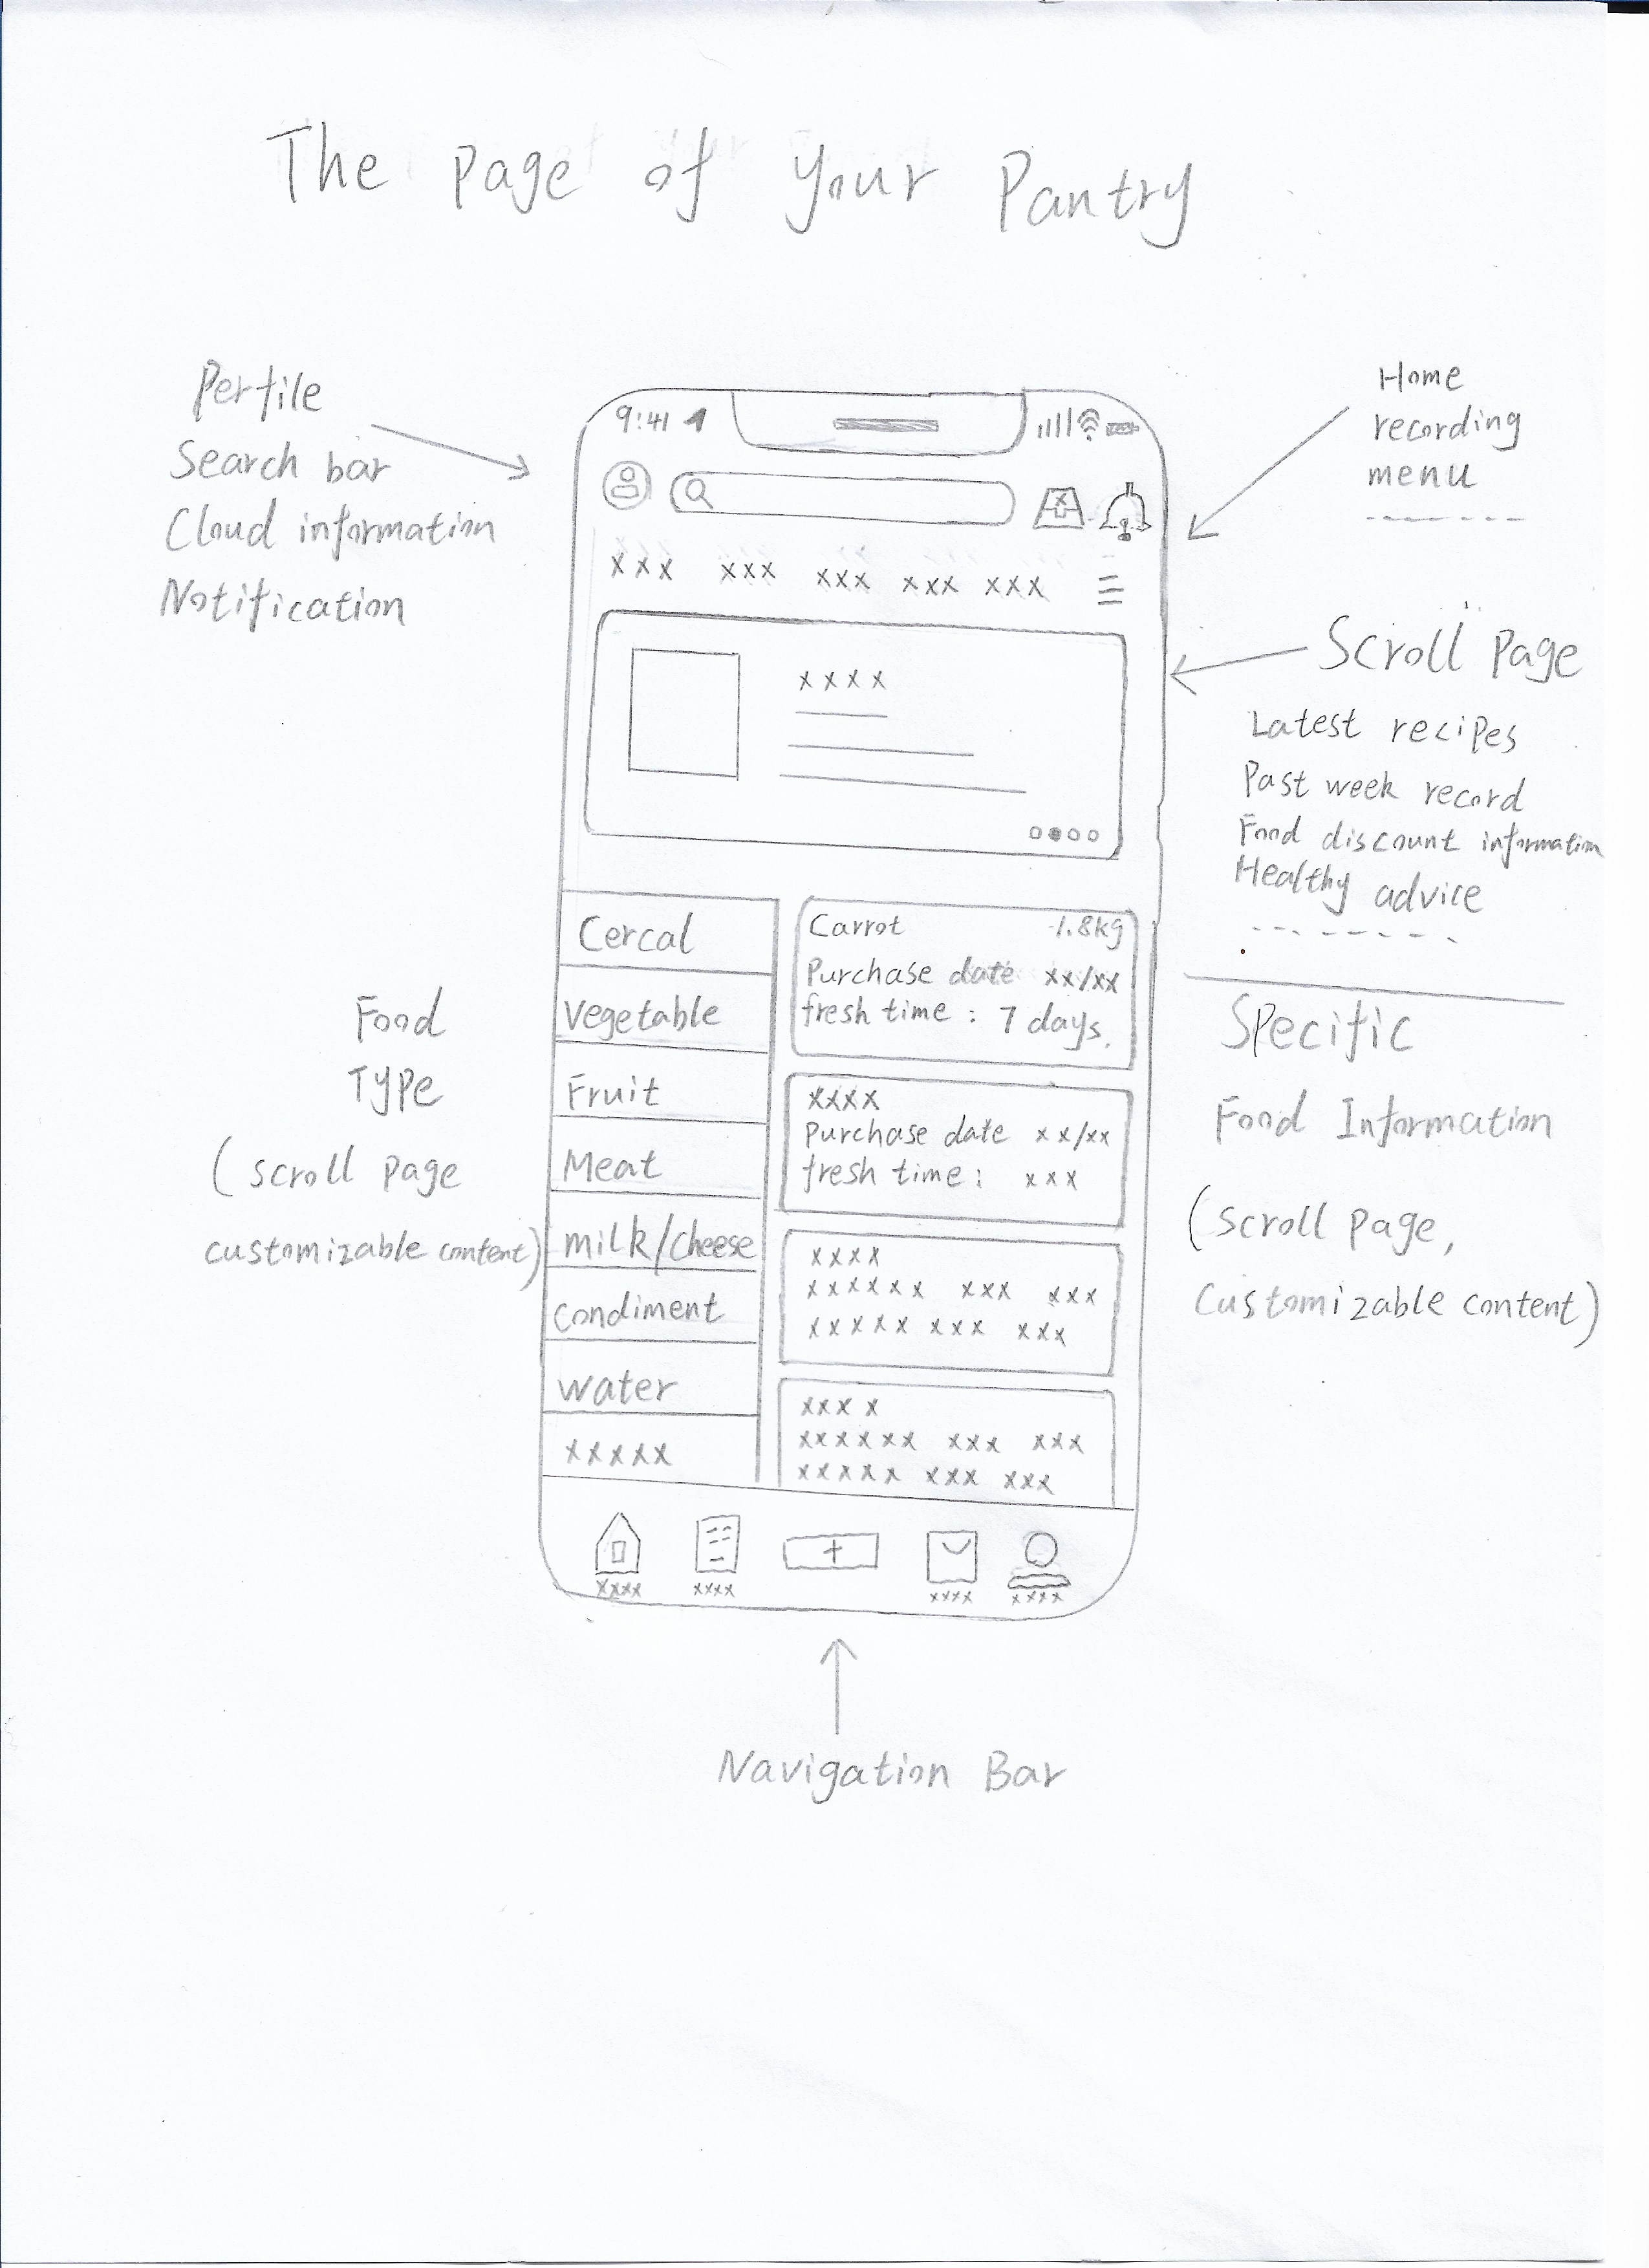 The page of your Pantry
Perfile
Search bar
Cloud information
Notification
Home
recording
menu
9:41
xxx xxx xxx xxx xxx
Scroll Page
Latest recipes
Past week record
Food discount information
Healthy advice
xxxx
Food
Type
(scroll page
customizable content)
Cercal
Vegetable
Fruit
Meat
milk/cheese
condiment
water
xxxxx
Carrot 1.8kg
Purchase date xx/xx
fresh time: 7 days.
xxxx
Purchase date xx/xx
fresh time: xxx
xxxx
xxxxxx xxx xxx
xxxxx xxx xxx
xxx x
xxxxxx xxx xxx
xxxxx xxx xxx
Specific
Food Information
(scroll page,
Customizable content)
+
xxxx xxxx xxxx xxxx
Navigation Bar